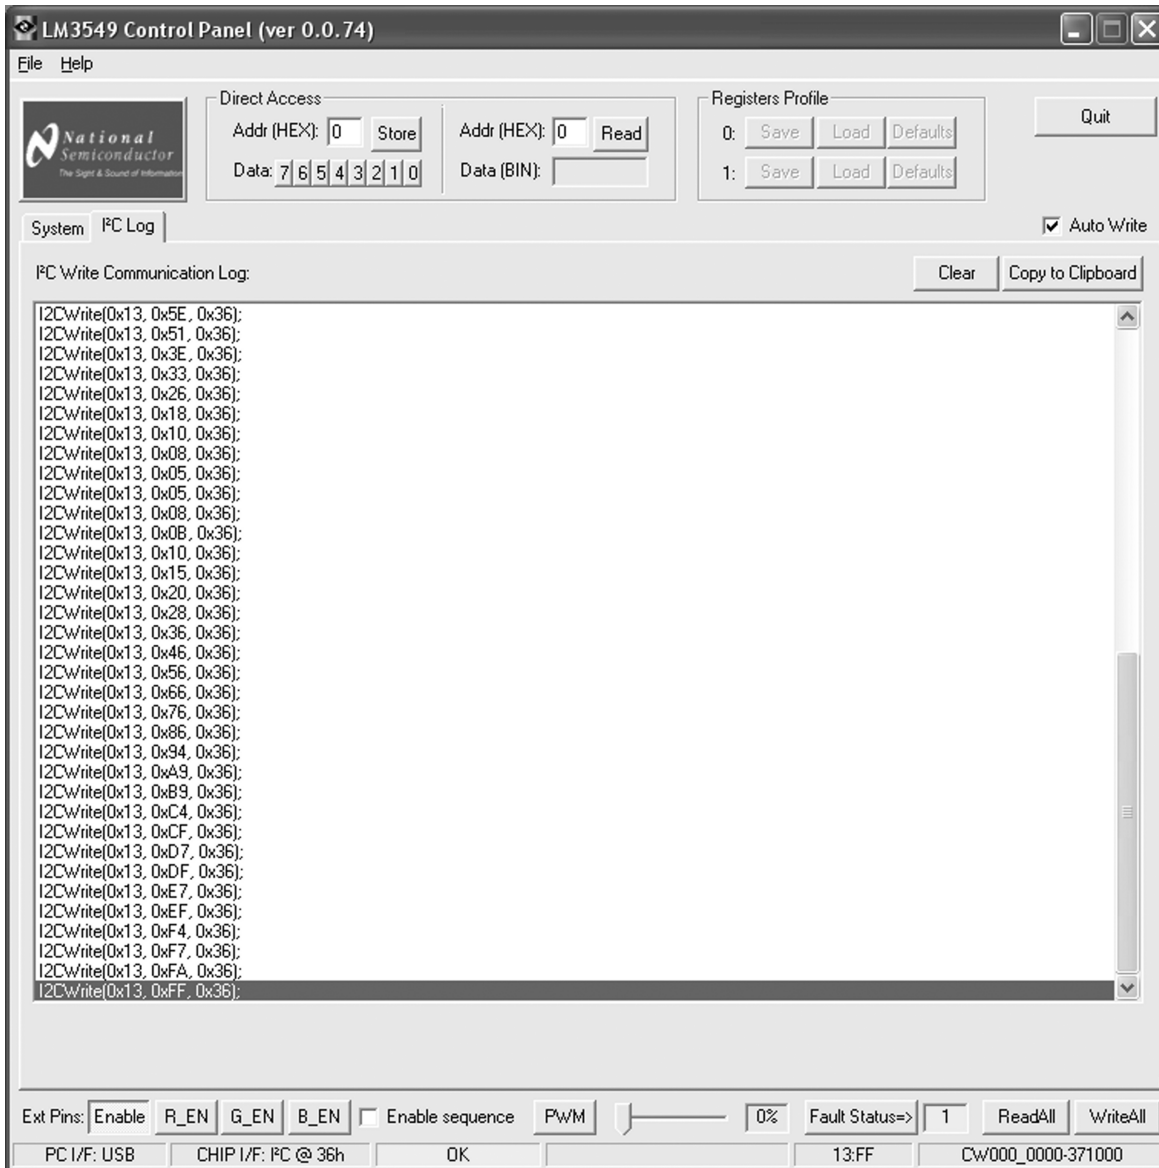 LM3549 Control Panel (ver 0.0.74)
File Help
National
Semiconductor
The Sight & Sound of Information
Direct Access
Addr (HEX): 0 Store
Data: 7 6 5 4 3 2 1 0
Addr (HEX): 0 Read
Data (BIN):
Registers Profile
0: Save Load Defaults
1: Save Load Defaults
Quit
System I²C Log
Auto Write
I²C Write Communication Log:
Clear Copy to Clipboard
I2CWrite(0x13, 0x5E, 0x36);
I2CWrite(0x13, 0x51, 0x36);
I2CWrite(0x13, 0x3E, 0x36);
I2CWrite(0x13, 0x33, 0x36);
I2CWrite(0x13, 0x26, 0x36);
I2CWrite(0x13, 0x18, 0x36);
I2CWrite(0x13, 0x10, 0x36);
I2CWrite(0x13, 0x08, 0x36);
I2CWrite(0x13, 0x05, 0x36);
I2CWrite(0x13, 0x05, 0x36);
I2CWrite(0x13, 0x08, 0x36);
I2CWrite(0x13, 0x0B, 0x36);
I2CWrite(0x13, 0x10, 0x36);
I2CWrite(0x13, 0x15, 0x36);
I2CWrite(0x13, 0x20, 0x36);
I2CWrite(0x13, 0x28, 0x36);
I2CWrite(0x13, 0x36, 0x36);
I2CWrite(0x13, 0x46, 0x36);
I2CWrite(0x13, 0x56, 0x36);
I2CWrite(0x13, 0x66, 0x36);
I2CWrite(0x13, 0x76, 0x36);
I2CWrite(0x13, 0x86, 0x36);
I2CWrite(0x13, 0x94, 0x36);
I2CWrite(0x13, 0xA9, 0x36);
I2CWrite(0x13, 0xB9, 0x36);
I2CWrite(0x13, 0xC4, 0x36);
I2CWrite(0x13, 0xCF, 0x36);
I2CWrite(0x13, 0xD7, 0x36);
I2CWrite(0x13, 0xDF, 0x36);
I2CWrite(0x13, 0xE7, 0x36);
I2CWrite(0x13, 0xEF, 0x36);
I2CWrite(0x13, 0xF4, 0x36);
I2CWrite(0x13, 0xF7, 0x36);
I2CWrite(0x13, 0xFA, 0x36);
I2CWrite(0x13, 0xFF, 0x36);
Ext Pins: Enable R_EN G_EN B_EN Enable sequence PWM 0% Fault Status=> 1 ReadAll WriteAll
PC I/F: USB CHIP I/F: I²C @ 36h OK 13:FF CW000_0000-371000